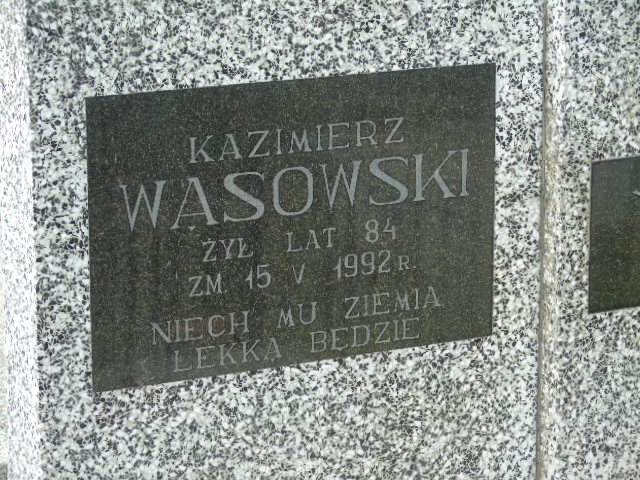 KAZIMIERZ
WĄSOWSKI
ŻYŁ LAT 84
ZM. 15 V 1992 R.
NIECH MU ZIEMIA
LEKKA BĘDZIE